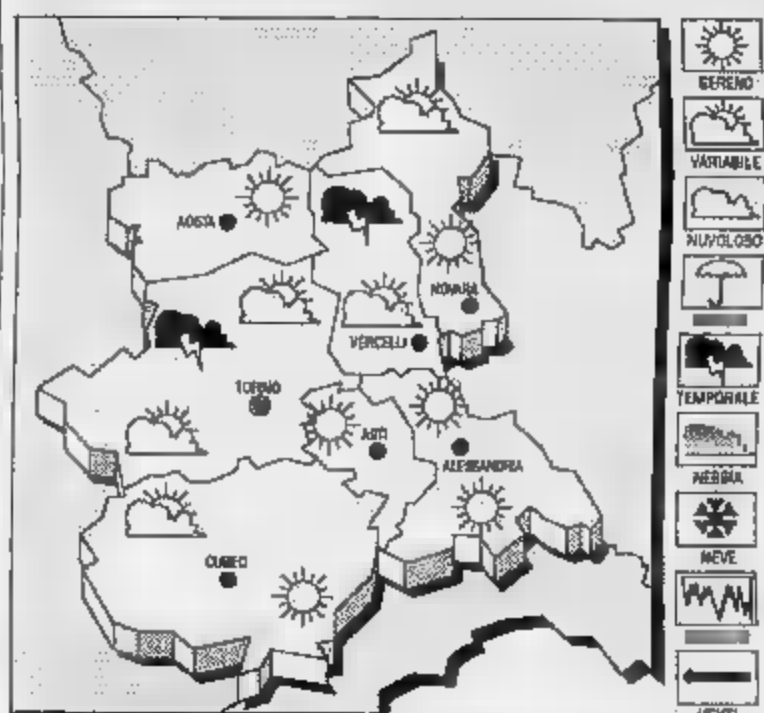 SERENO
VARIABILE
NUVOLOSO
TEMPORALE
NEBBIA
NEVE
AOSTA
NOVARA
VERCELLI
TORINO
ASTI
ALESSANDRIA
CUNEO